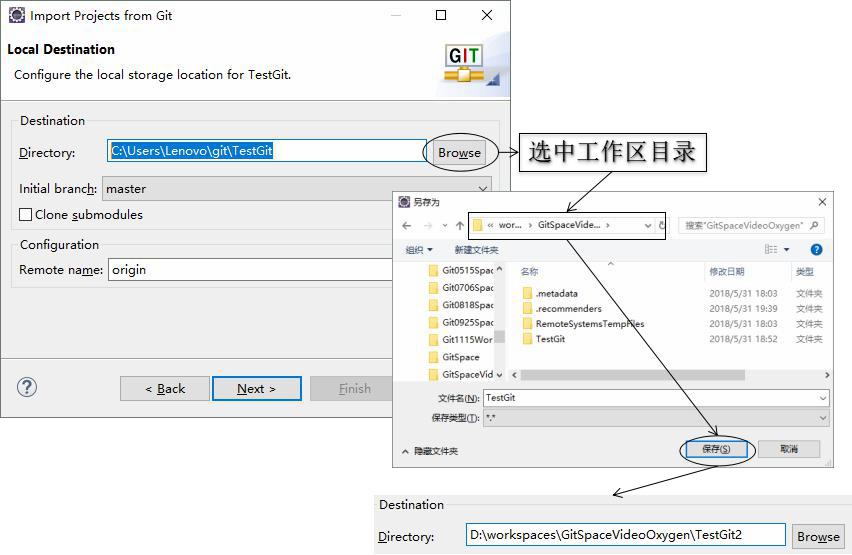 Import Projects from Git
Local Destination
Configure the local storage location for TestGit.
GIT
Destination
Directory: C:\Users\Lenovo\git\TestGit Browse
选中工作区目录
Initial branch: master
Clone submodules
Configuration
Remote name: origin
< Back Next > Finish
另存为
« wor... › GitSpaceVide... ›
搜索"GitSpaceVideoOxygen"
组织 新建文件夹
Git0515Spac
Git0706Spac
Git0818Spac
Git0925Spac
Git1115Wor
GitSpace
GitSpaceVid
名称 修改日期 类型
.metadata 2018/5/31 18:03 文件夹
.recommenders 2018/5/31 19:39 文件夹
RemoteSystemsTempFiles 2018/5/31 18:03 文件夹
TestGit 2018/5/31 18:52 文件夹
文件名(N): TestGit
保存类型(T): *.*
隐藏文件夹 保存(S) 取消
Destination
Directory: D:\workspaces\GitSpaceVideoOxygen\TestGit2 Browse